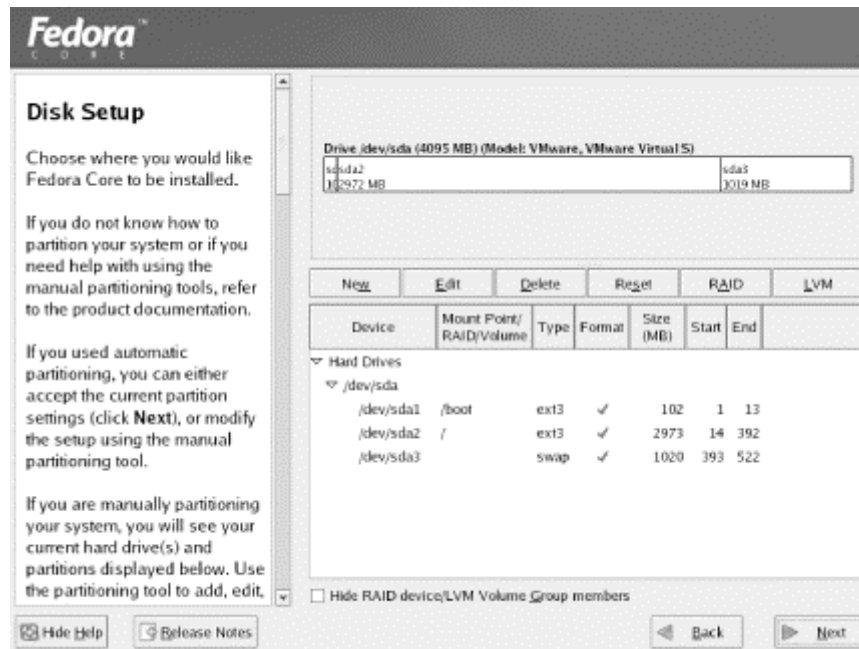 Fedora™
CORE
Disk Setup
Choose where you would like
Fedora Core to be installed.
If you do not know how to
partition your system or if you
need help with using the
manual partitioning tools, refer
to the product documentation.
If you used automatic
partitioning, you can either
accept the current partition
settings (click Next), or modify
the setup using the manual
partitioning tool.
If you are manually partitioning
your system, you will see your
current hard drive(s) and
partitions displayed below. Use
the partitioning tool to add, edit,
Drive /dev/sda (4095 MB) (Model: VMware, VMware Virtual S)
sda2 sda3
2972 MB 1019 MB
New Edit Delete Reset RAID LVM
Device Mount Point/ RAID/Volume Type Format Size (MB) Start End
Hard Drives
/dev/sda
/dev/sda1 /boot ext3 ✓ 102 1 13
/dev/sda2 / ext3 ✓ 2973 14 392
/dev/sda3 swap ✓ 1020 393 522
Hide RAID device/LVM Volume Group members
Hide Help Release Notes Back Next